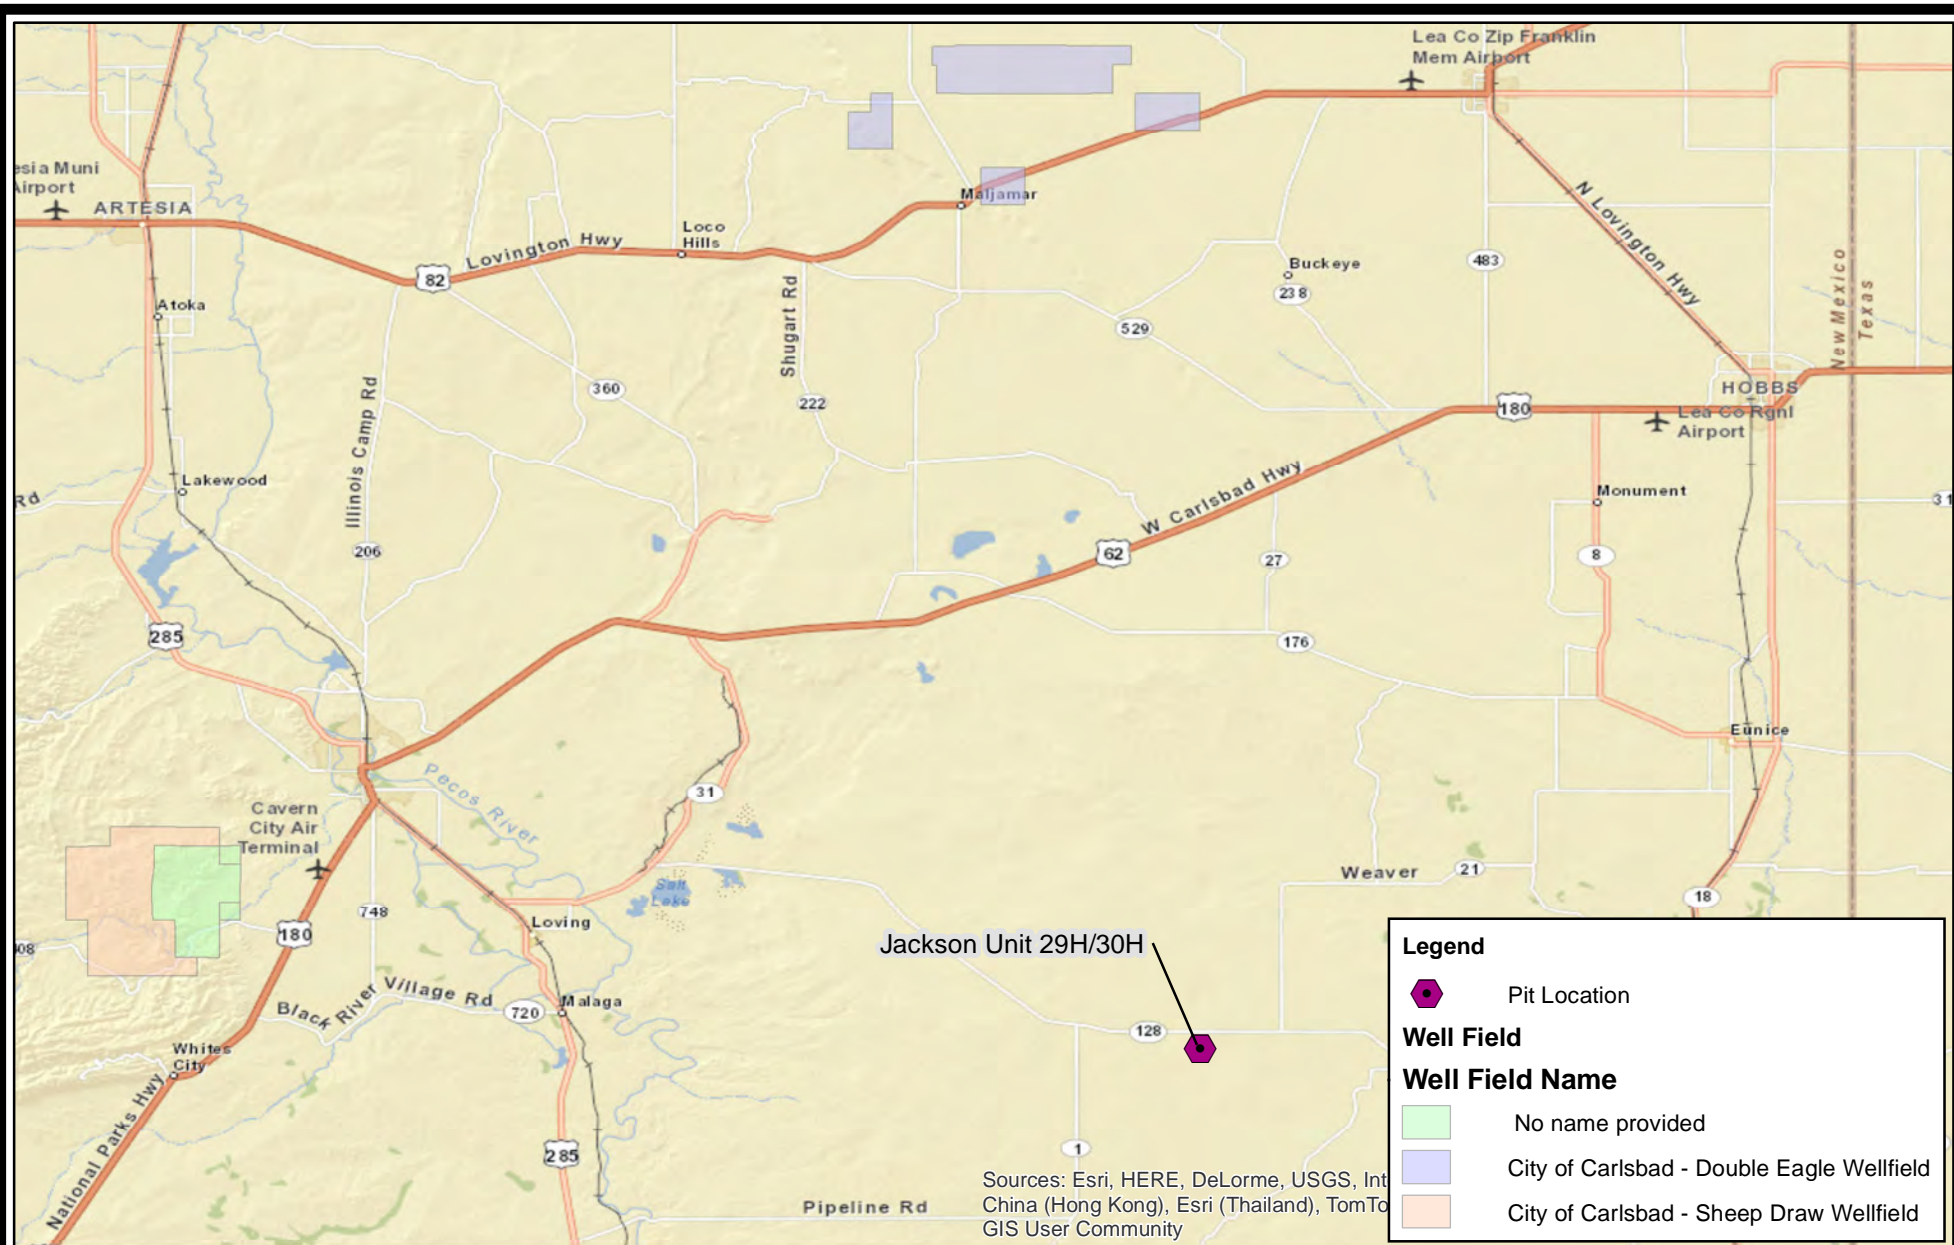 Lea Co Zip Franklin
Mem Airport
esia Muni
Airport
ARTESIA
Maljamar
Loco
Hills
Lovington Hwy
82
Buckeye
238
483
N Lovington Hwy
New Mexico
Texas
Atoka
Shugart Rd
529
360
222
Illinois Camp Rd
HOBBS
180
Lea Co Rgnl
Airport
Lakewood
Rd
W Carlsbad Hwy
Monument
31
206
62
27
8
285
176
Eunice
Pecos River
31
Cavern
City Air
Terminal
Weaver
21
Salt
Lake
18
748
180
Loving
08
Jackson Unit 29H/30H
Black River Village Rd
720
Malaga
128
Whites
City
National Parks Hwy
285
1
Pipeline Rd
Sources: Esri, HERE, DeLorme, USGS, Int
China (Hong Kong), Esri (Thailand), TomTo
GIS User Community
Legend
Pit Location
Well Field
Well Field Name
No name provided
City of Carlsbad - Double Eagle Wellfield
City of Carlsbad - Sheep Draw Wellfield